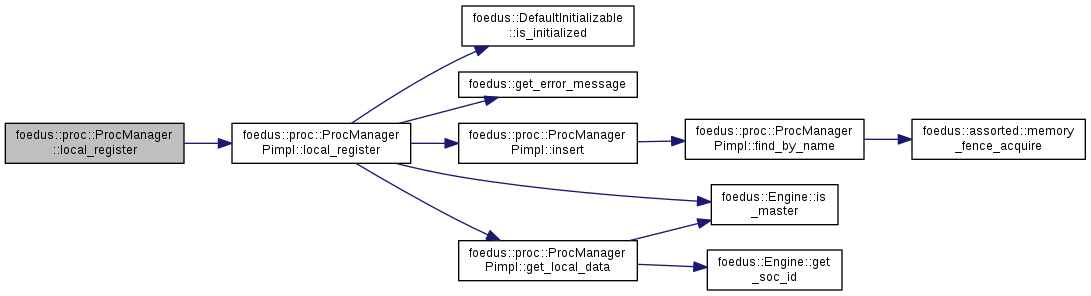 foedus::proc::ProcManager
::local_register
foedus::proc::ProcManager
Pimpl::local_register
foedus::DefaultInitializable
::is_initialized
foedus::get_error_message
foedus::proc::ProcManager
Pimpl::insert
foedus::proc::ProcManager
Pimpl::find_by_name
foedus::assorted::memory
_fence_acquire
foedus::Engine::is
_master
foedus::proc::ProcManager
Pimpl::get_local_data
foedus::Engine::get
_soc_id